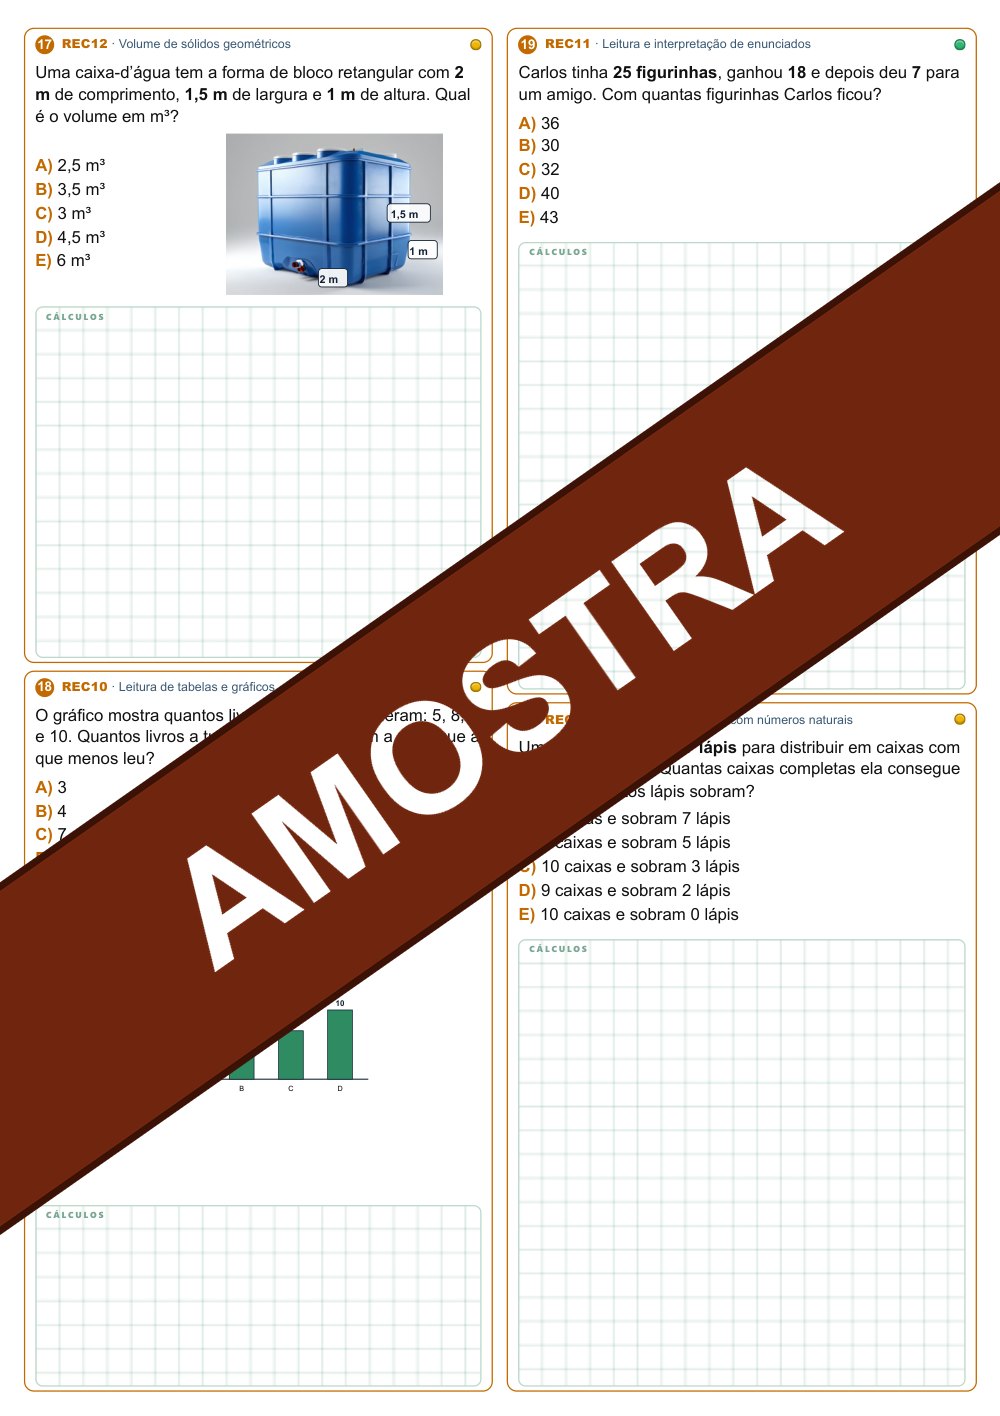 17 REC12 · Volume de sólidos geométricos
Uma caixa-d'água tem a forma de bloco retangular com 2
m de comprimento, 1,5 m de largura e 1 m de altura. Qual
é o volume em m³?
A) 2,5 m³
B) 3,5 m³
C) 3 m³
D) 4,5 m³
E) 6 m³
1,5 m
1 m
2 m
CÁLCULOS
18 REC10 · Leitura de tabelas e gráficos
O gráfico mostra quantos
5, 8,
e 10. Quantos livros a
que menos leu?
A) 3
B) 4
C) 7
10
B C D
CÁLCULOS
19 REC11 · Leitura e interpretação de enunciados
Carlos tinha 25 figurinhas, ganhou 18 e depois deu 7 para
um amigo. Com quantas figurinhas Carlos ficou?
A) 36
B) 30
C) 32
D) 40
E) 43
CÁLCULOS
com números naturais
lápis para distribuir em caixas com
Quantas caixas completas ela consegue
lápis sobram?
e sobram 7 lápis
caixas e sobram 5 lápis
C) 10 caixas e sobram 3 lápis
D) 9 caixas e sobram 2 lápis
E) 10 caixas e sobram 0 lápis
CÁLCULOS
AMOSTRA